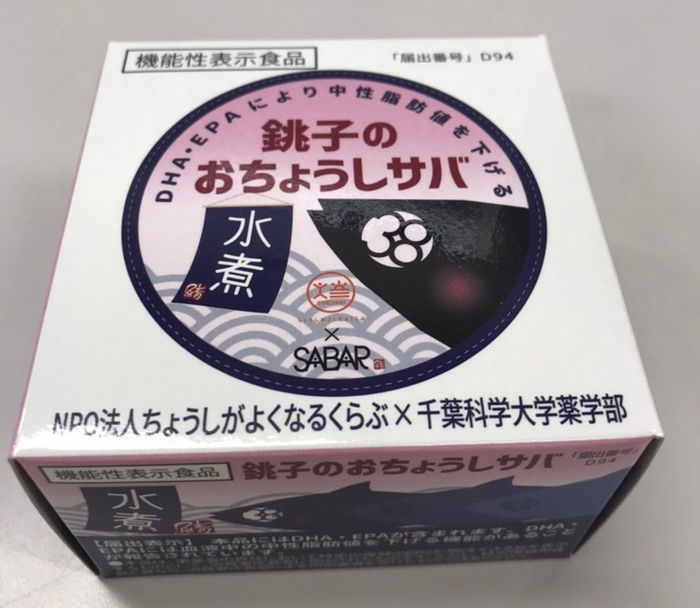 機能性表示食品
「届出番号」D94
DHA・EPAにより中性脂肪値を下げる
銚子の
おちょうしサバ
水煮
×
SABAR
NPO法人ちょうしがよくなるくらぶ×千葉科学大学薬学部
機能性表示食品
銚子のおちょうしサバ
「届出番号」
D94
水煮
【届出表示】本品にはDHA・EPAが含まれます。DHA・
EPAには血液中の中性脂肪値を下げる機能があること